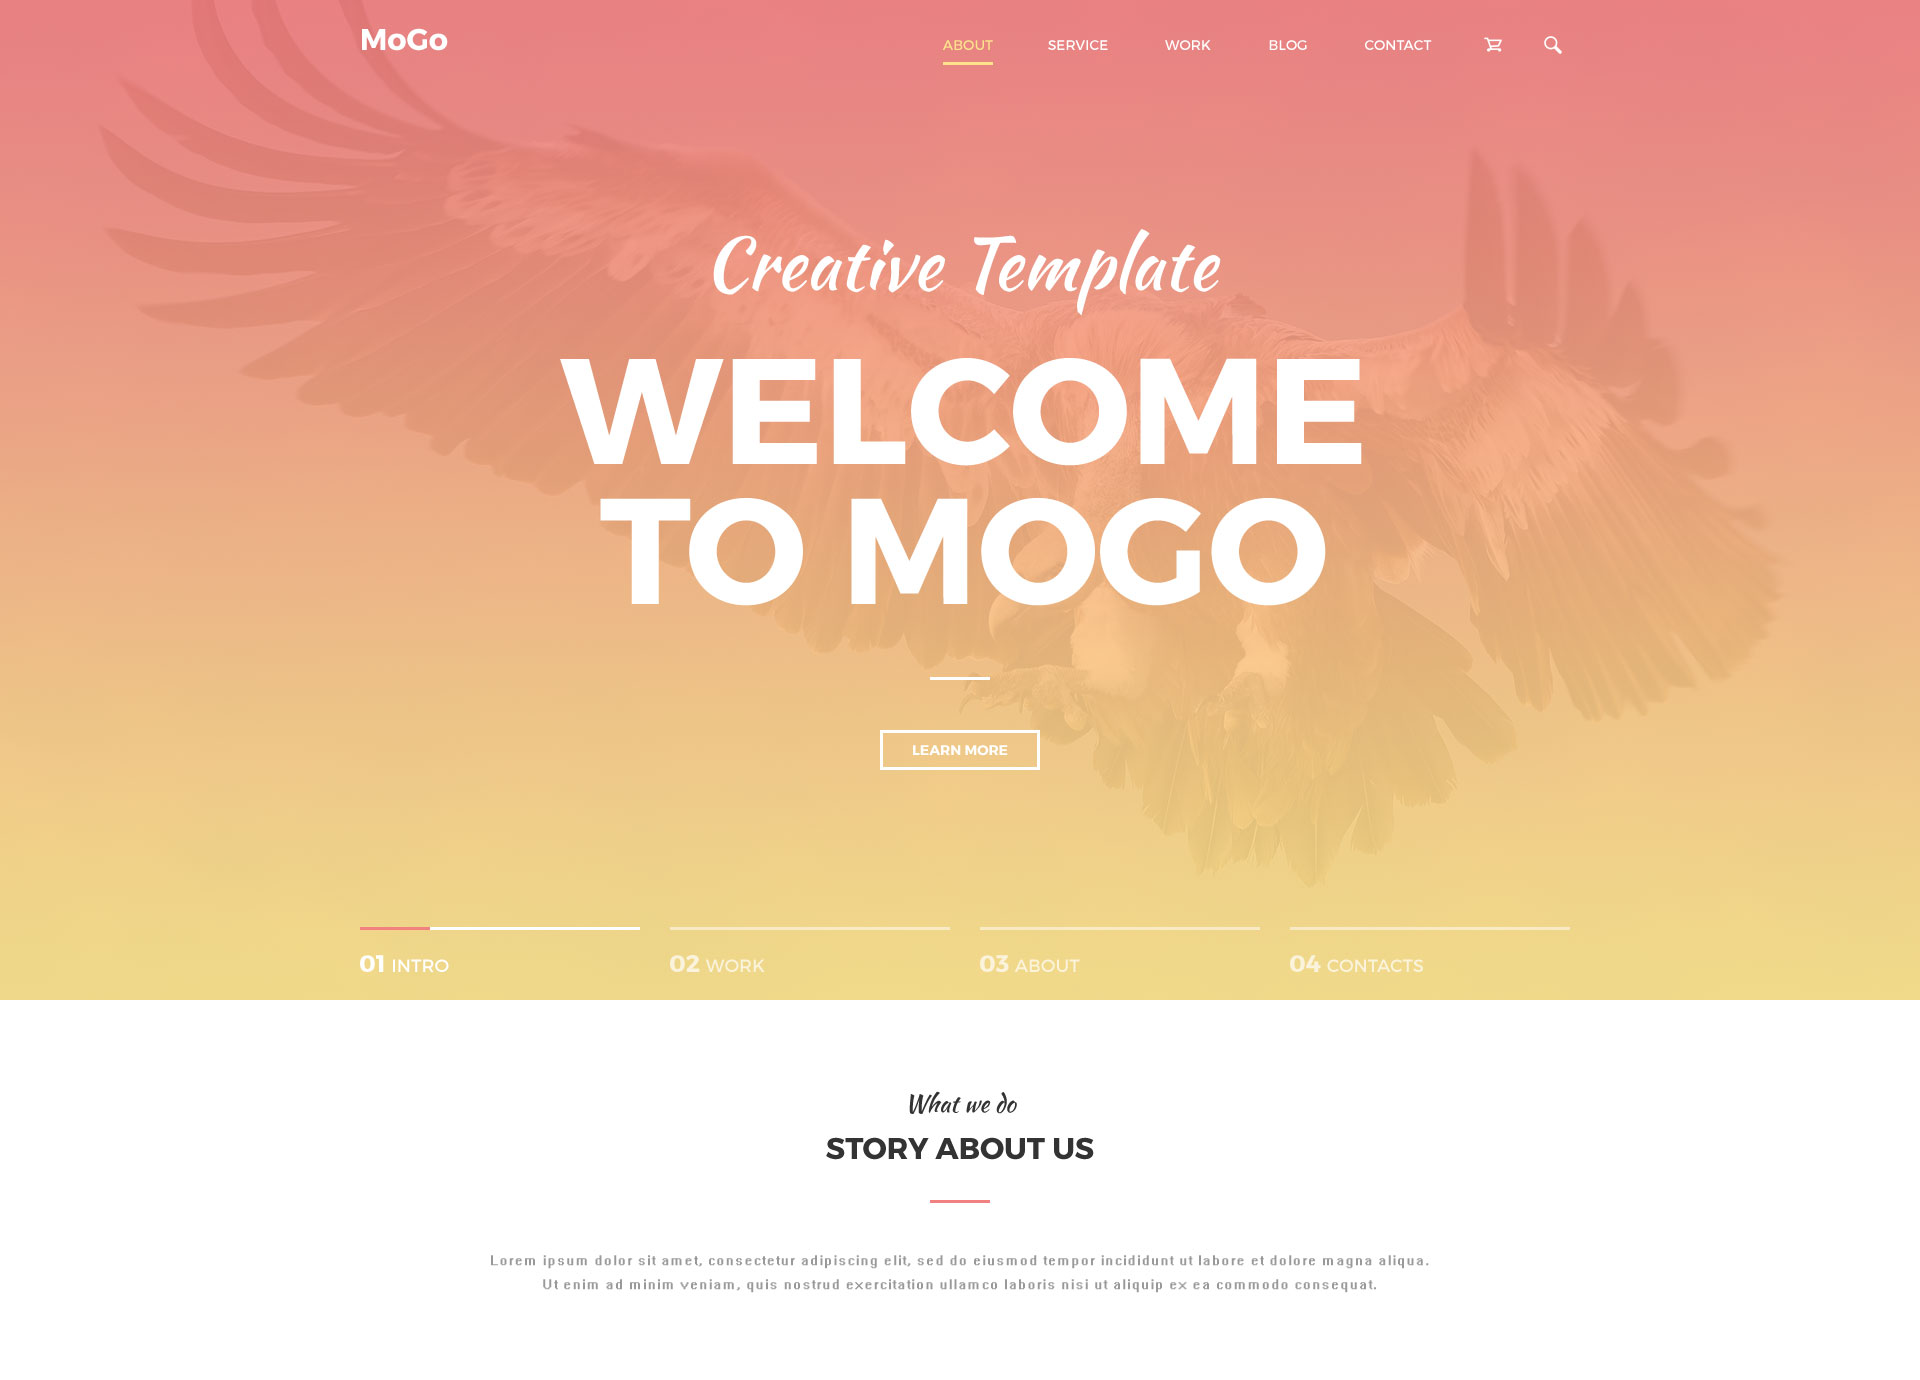 MoGo
ABOUT SERVICE WORK BLOG CONTACT
Creative Template
WELCOME
TO MOGO
LEARN MORE
01 INTRO
02 WORK
03 ABOUT
04 CONTACTS
What we do
STORY ABOUT US
Lorem ipsum dolor sit amet, consectetur adipiscing elit, sed do eiusmod tempor incididunt ut labore et dolore magna aliqua.
Ut enim ad minim veniam, quis nostrud exercitation ullamco laboris nisi ut aliquip ex ea commodo consequat.